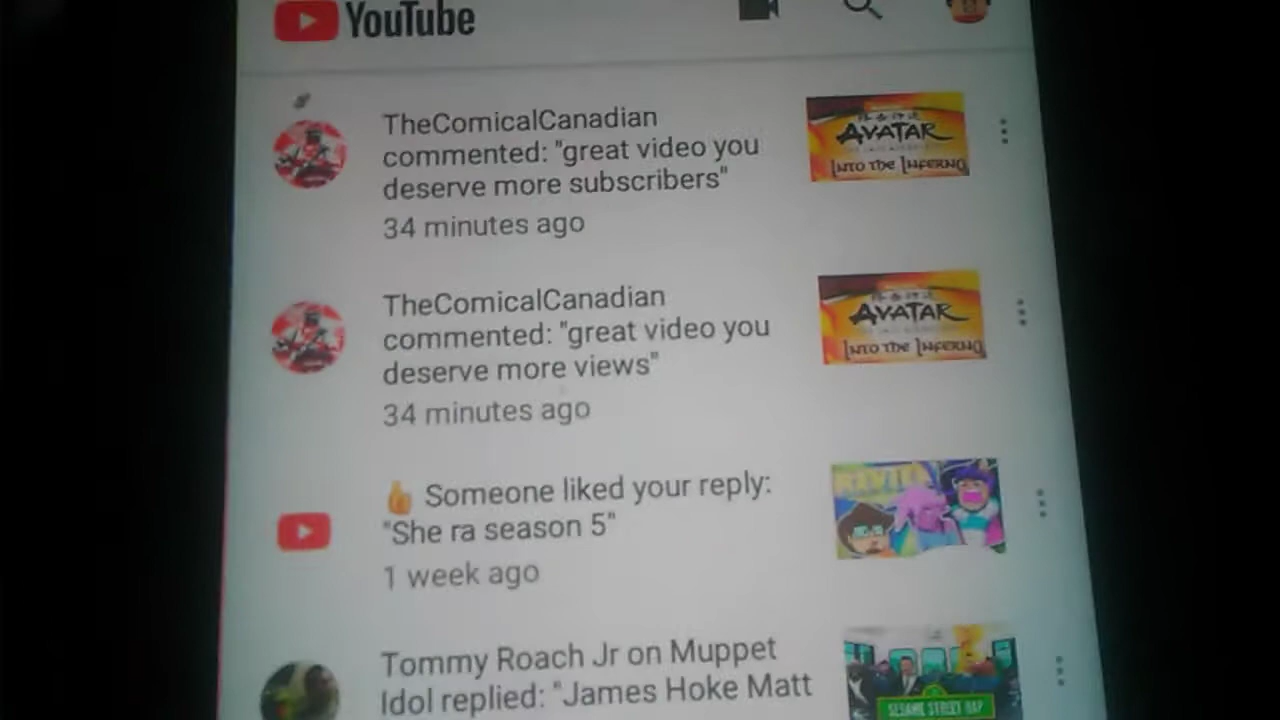 YouTube
TheComicalCanadian
commented: "great video you
deserve more subscribers"
34 minutes ago
AVATAR
INTO THE INFERNO
TheComicalCanadian
commented: "great video you
deserve more views"
34 minutes ago
AVATAR
INTO THE INFERNO
👍 Someone liked your reply:
"She ra season 5"
1 week ago
Tommy Roach Jr on Muppet
Idol replied: "James Hoke Matt
SESAME STREET RAP